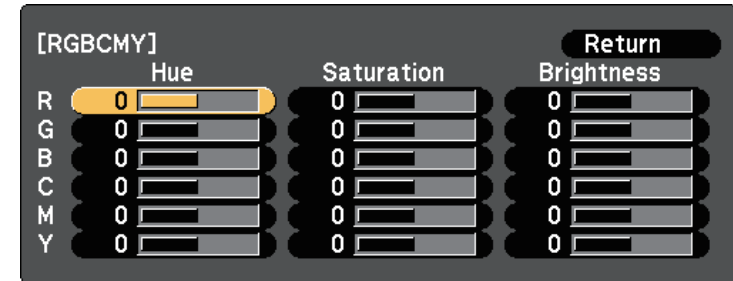 [RGBCMY] Return
Hue Saturation Brightness
R 0 0 0
G 0 0 0
B 0 0 0
C 0 0 0
M 0 0 0
Y 0 0 0